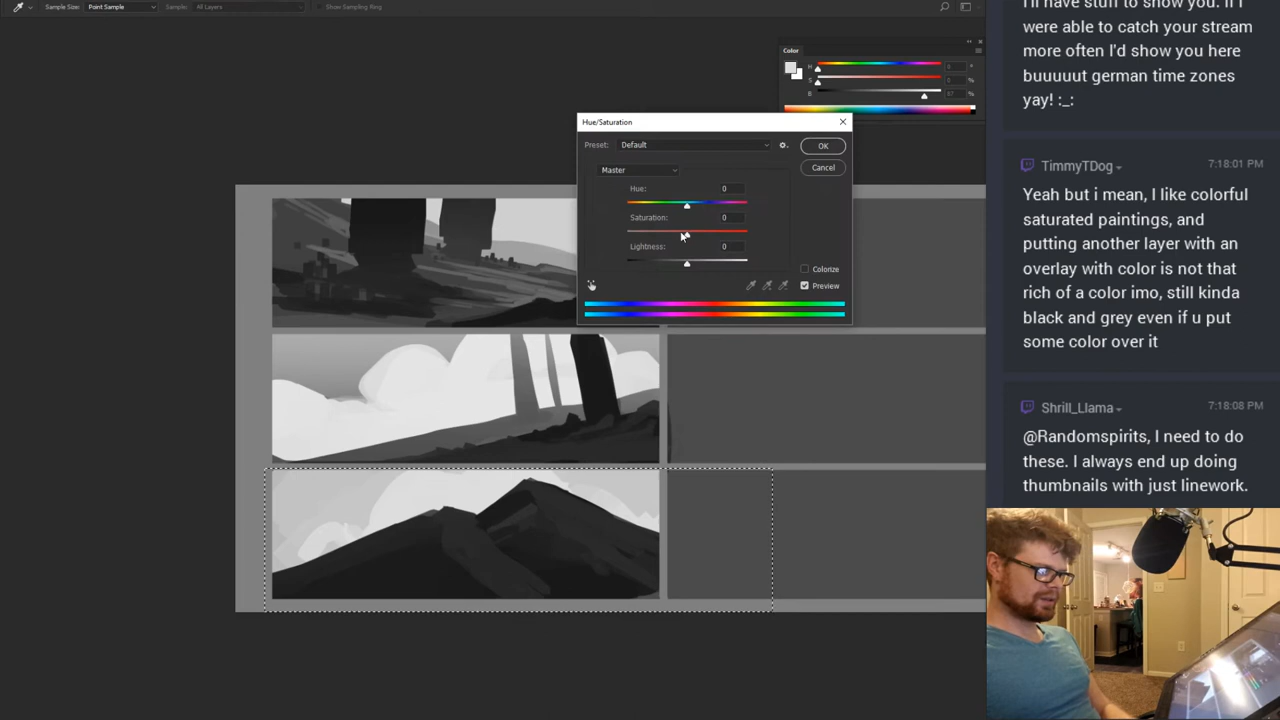 Sample Size: Point Sample Sample: All Layers Show Sampling Ring
Color
H 0 °
S 0 %
B 87 %
Hue/Saturation
Preset: Default OK
Cancel
Master
Hue: 0
Saturation: 0
Lightness: 0
Colorize
Preview
I'll have stuff to show you. If I
were able to catch your stream
more often I'd show you here
buuuuut german time zones
yay! :_:
TimmyTDog 7:18:01 PM
Yeah but i mean, I like colorful
saturated paintings, and
putting another layer with an
overlay with color is not that
rich of a color imo, still kinda
black and grey even if u put
some color over it
Shrill_Llama 7:18:08 PM
@Randomspirits, I need to do
these. I always end up doing
thumbnails with just linework.